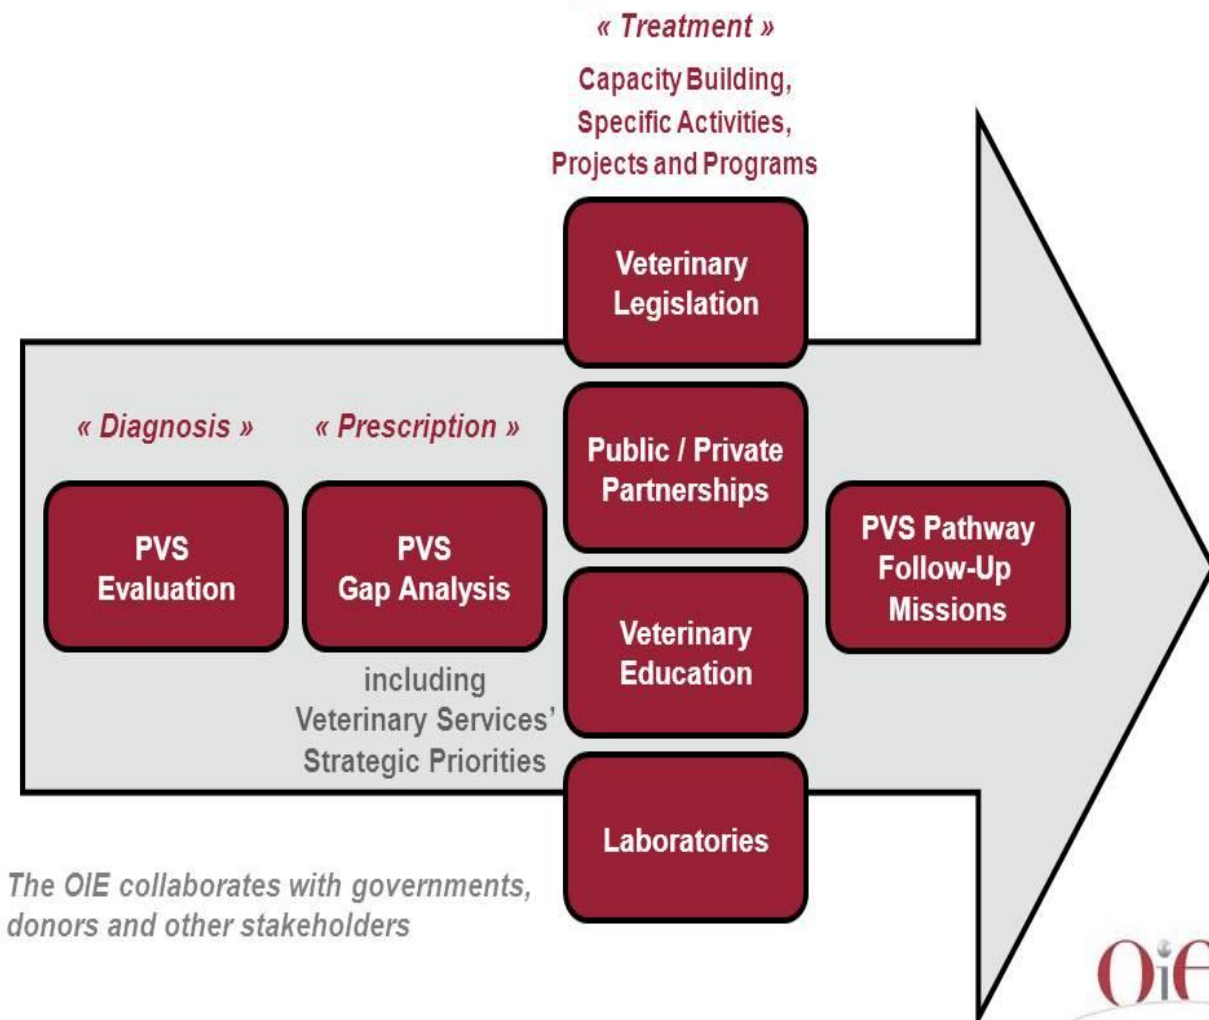 « Treatment »
Capacity Building,
Specific Activities,
Projects and Programs
Veterinary
Legislation
« Diagnosis »
« Prescription »
Public / Private
Partnerships
PVS
Evaluation
PVS
Gap Analysis
PVS Pathway
Follow-Up
Missions
including
Veterinary Services’
Strategic Priorities
Veterinary
Education
Laboratories
The OIE collaborates with governments,
donors and other stakeholders
OiE